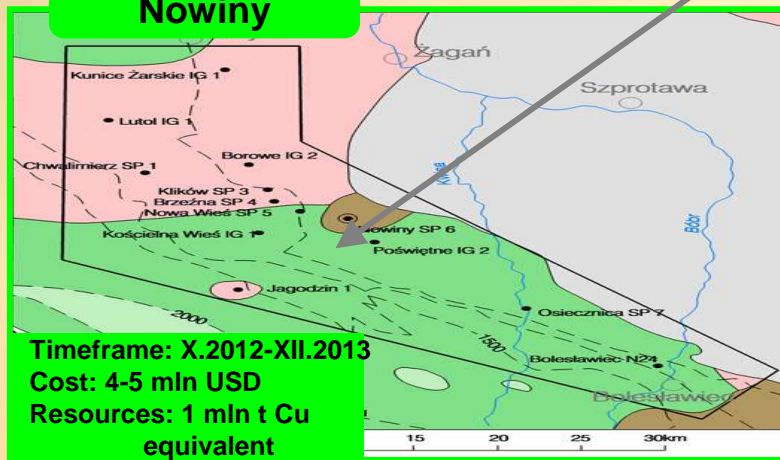 Nowiny
Żagań
Kunice Żarskie IG 1
Szprotawa
Lutol IG 1
Borowe IG 2
Chwalimierz SP 1
Kwisa
Klików SP 3
Brzeźna SP 4
Nowa Wieś SP 5
Bóbr
Nowiny SP 6
Kościelna Wieś IG 1
Poświętne IG 2
Jagodzin 1
2000
Osiecznica SP 7
1500
Bolesławiec N24
Bolesławiec
Timeframe: X.2012-XII.2013
Cost: 4-5 mln USD
Resources: 1 mln t Cu
equivalent
15 20 25 30km